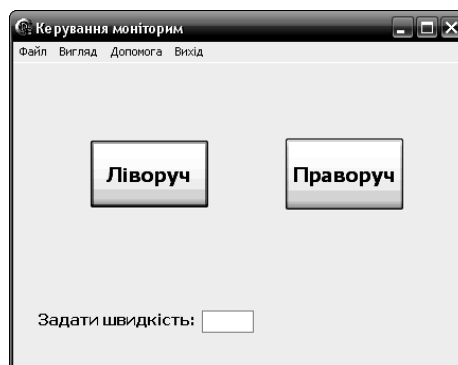 Керування моніторим
Файл Вигляд Допомога Вихід
Ліворуч Праворуч
Задати швидкість: